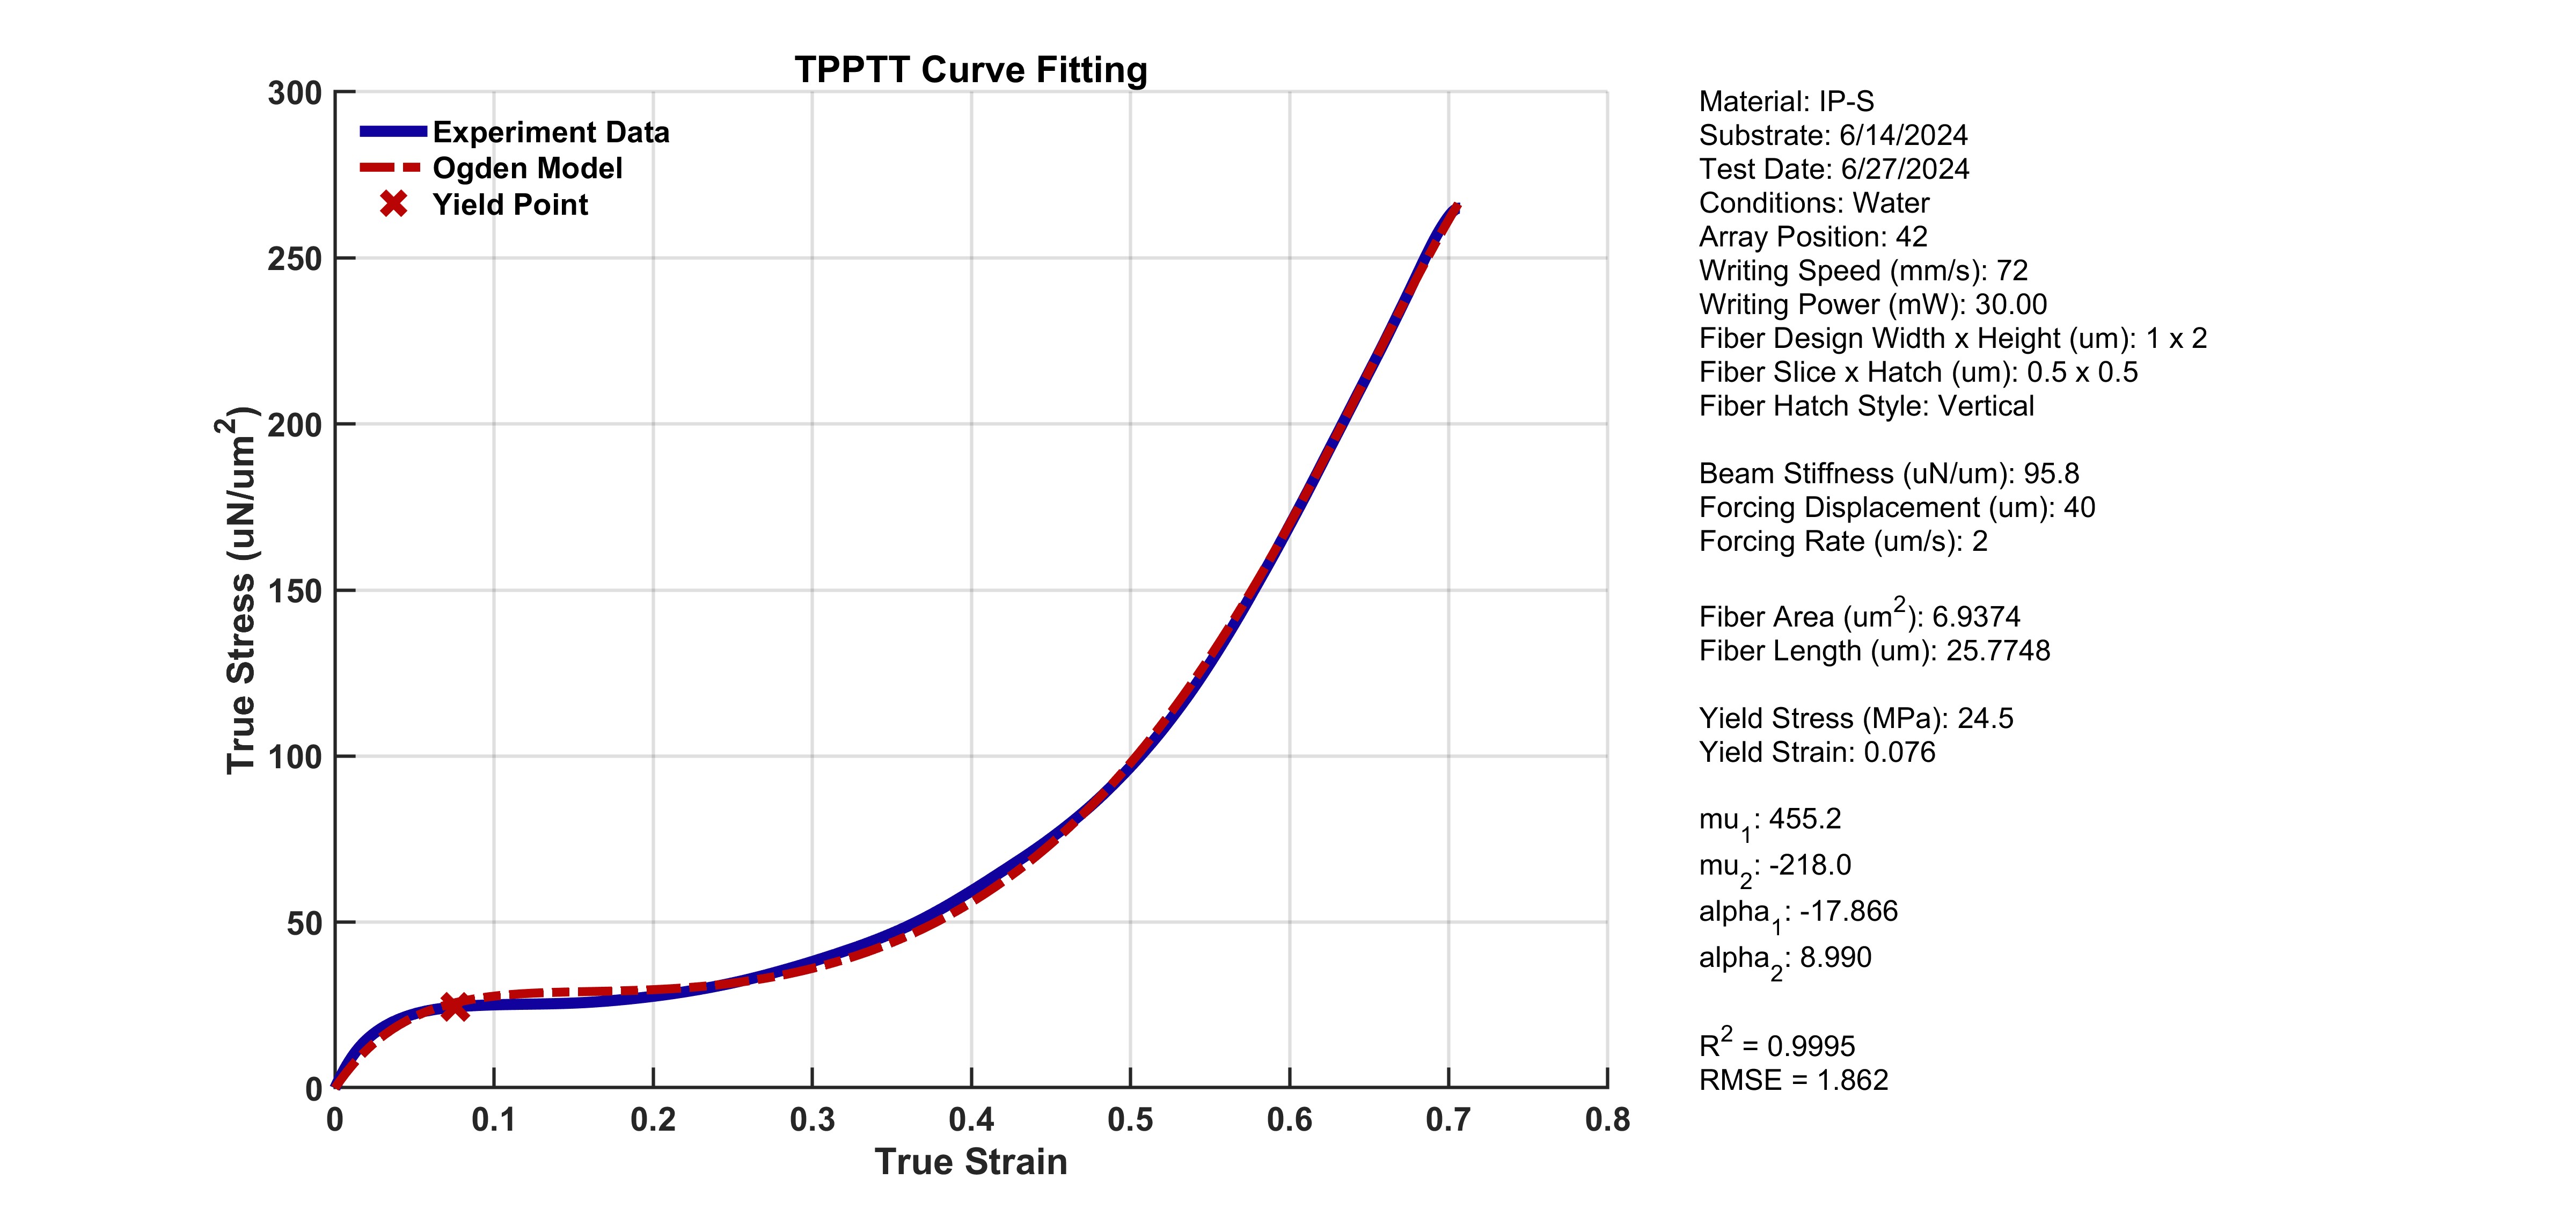 TPPTT Curve Fitting
300
250
200
150
100
50
0
True Stress (uN/um²)
Experiment Data
Ogden Model
Yield Point
0 0.1 0.2 0.3 0.4 0.5 0.6 0.7 0.8
True Strain
Material: IP-S
Substrate: 6/14/2024
Test Date: 6/27/2024
Conditions: Water
Array Position: 42
Writing Speed (mm/s): 72
Writing Power (mW): 30.00
Fiber Design Width x Height (um): 1 x 2
Fiber Slice x Hatch (um): 0.5 x 0.5
Fiber Hatch Style: Vertical
Beam Stiffness (uN/um): 95.8
Forcing Displacement (um): 40
Forcing Rate (um/s): 2
Fiber Area (um²): 6.9374
Fiber Length (um): 25.7748
Yield Stress (MPa): 24.5
Yield Strain: 0.076
mu₁: 455.2
mu₂: -218.0
alpha₁: -17.866
alpha₂: 8.990
R² = 0.9995
RMSE = 1.862